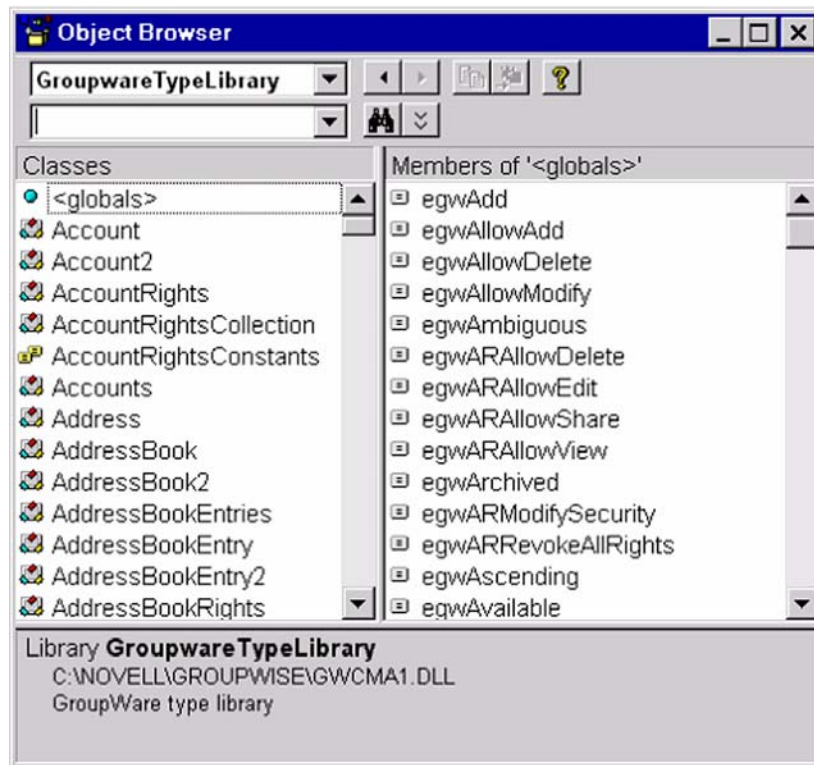 Object Browser
GroupwareTypeLibrary
Classes
<globals>
Account
Account2
AccountRights
AccountRightsCollection
AccountRightsConstants
Accounts
Address
AddressBook
AddressBook2
AddressBookEntries
AddressBookEntry
AddressBookEntry2
AddressBookRights
Members of '<globals>'
egwAdd
egwAllowAdd
egwAllowDelete
egwAllowModify
egwAmbiguous
egwARAllowDelete
egwARAllowEdit
egwARAllowShare
egwARAllowView
egwArchived
egwARModifySecurity
egwARRevokeAllRights
egwAscending
egwAvailable
Library GroupwareTypeLibrary
C:\NOVELL\GROUPWISE\GWCMA1.DLL
GroupWare type library